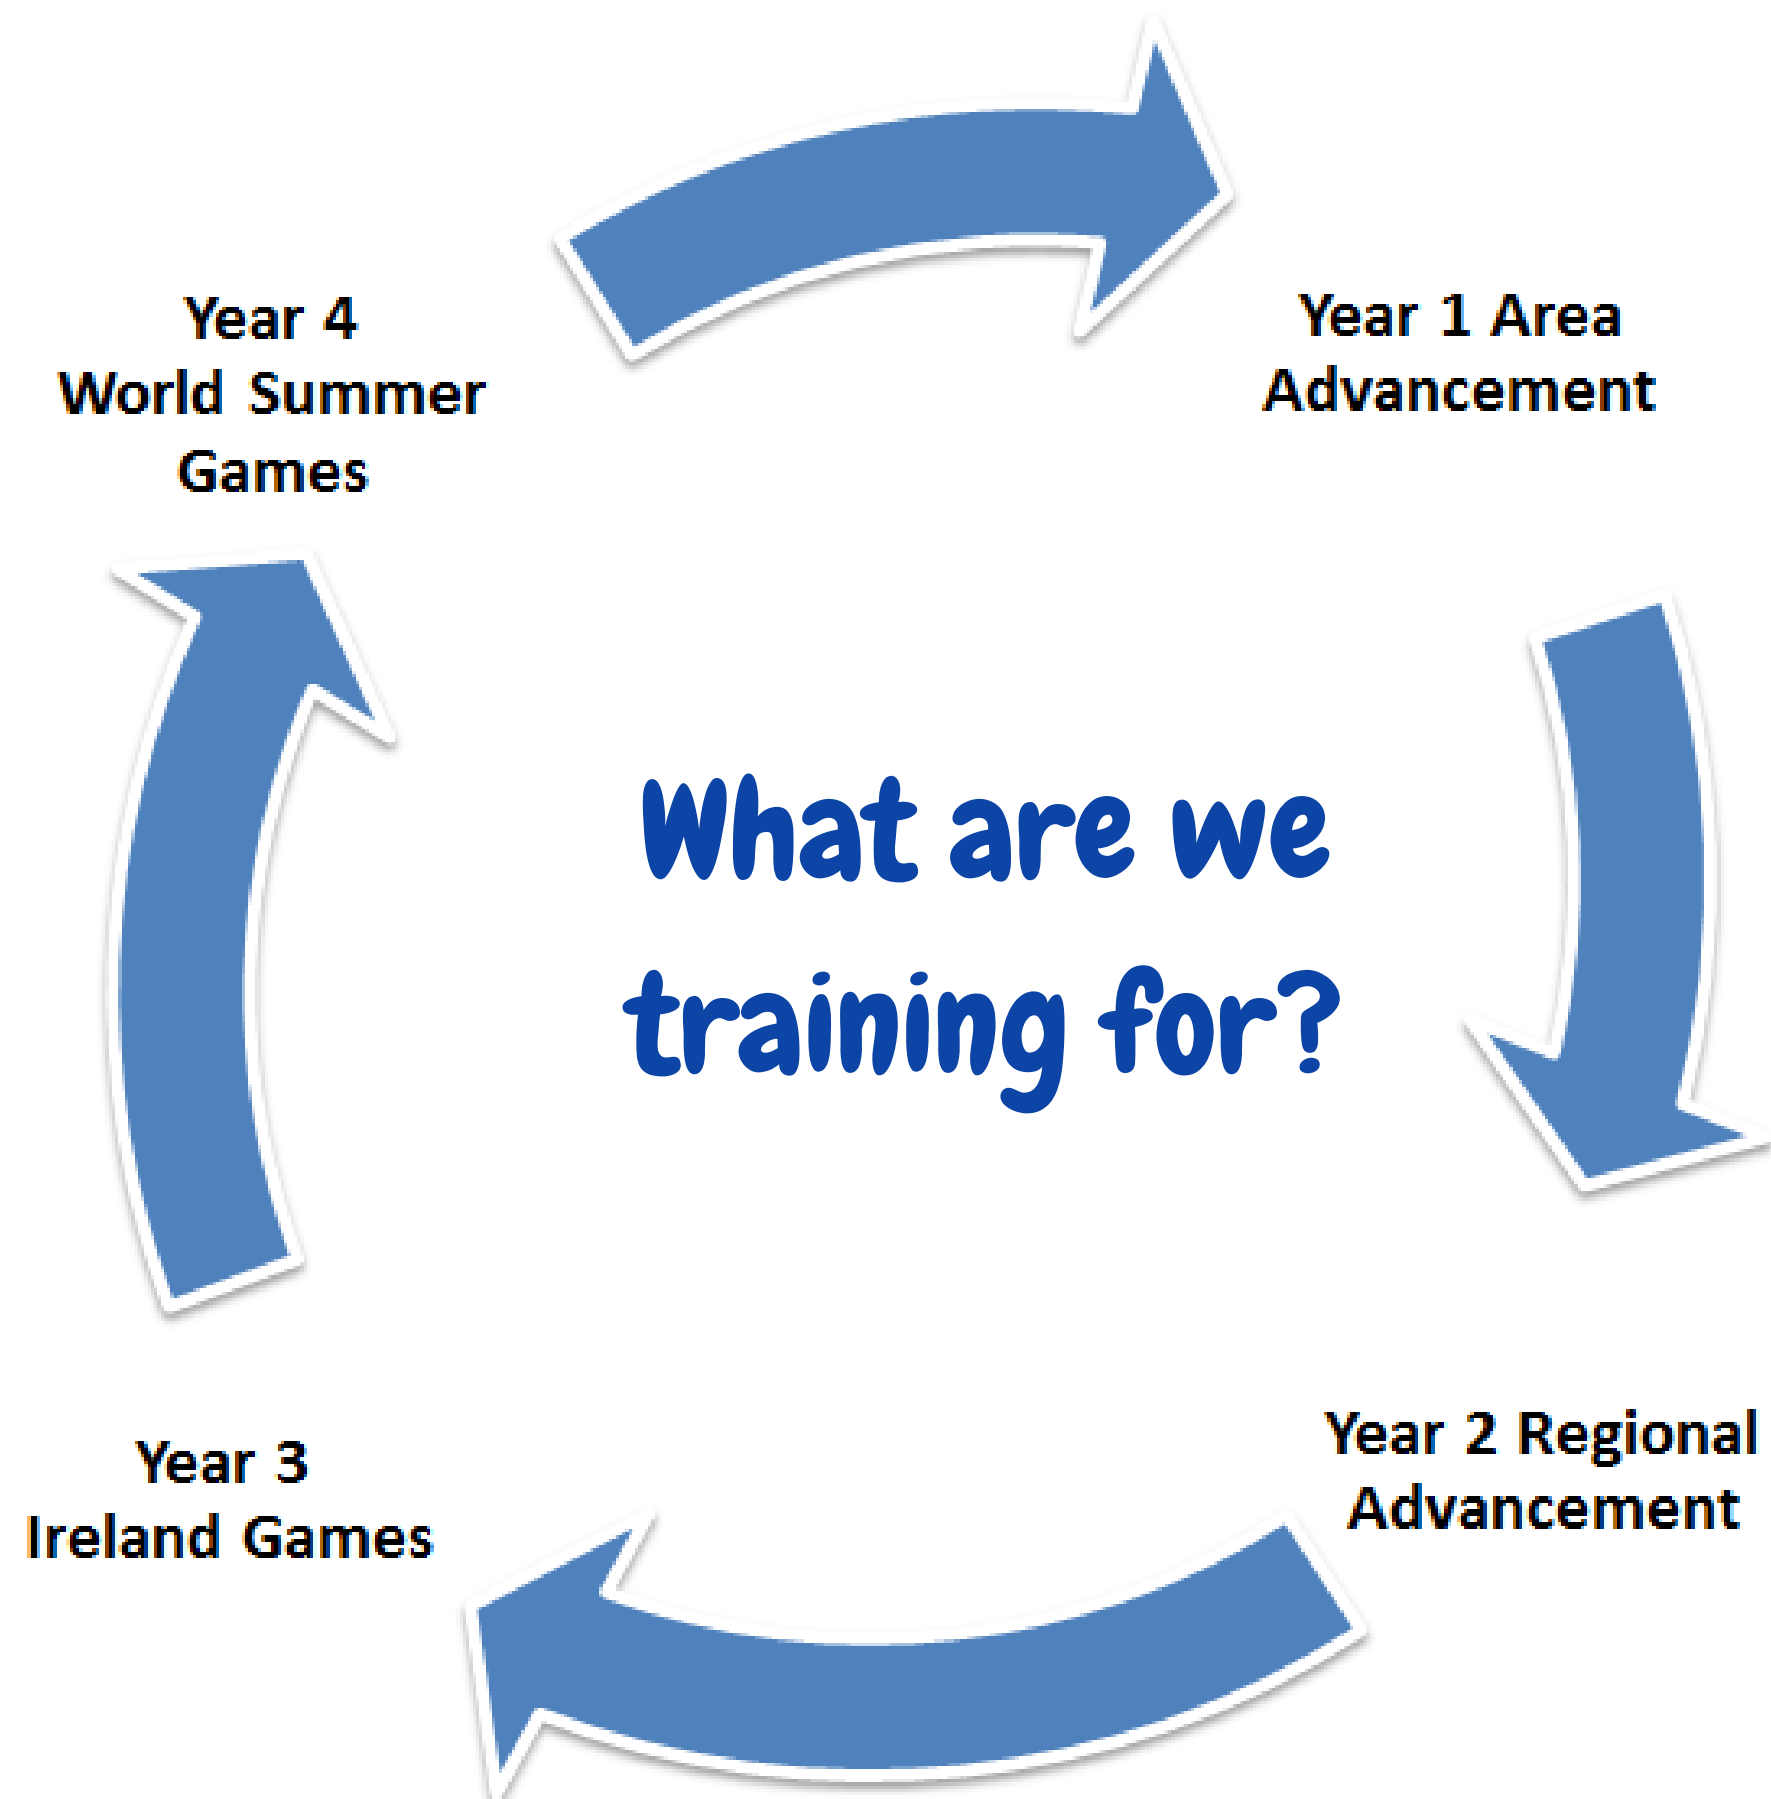 Year 4
World Summer
Games
Year 1 Area
Advancement
What are we
training for?
Year 3
Ireland Games
Year 2 Regional
Advancement